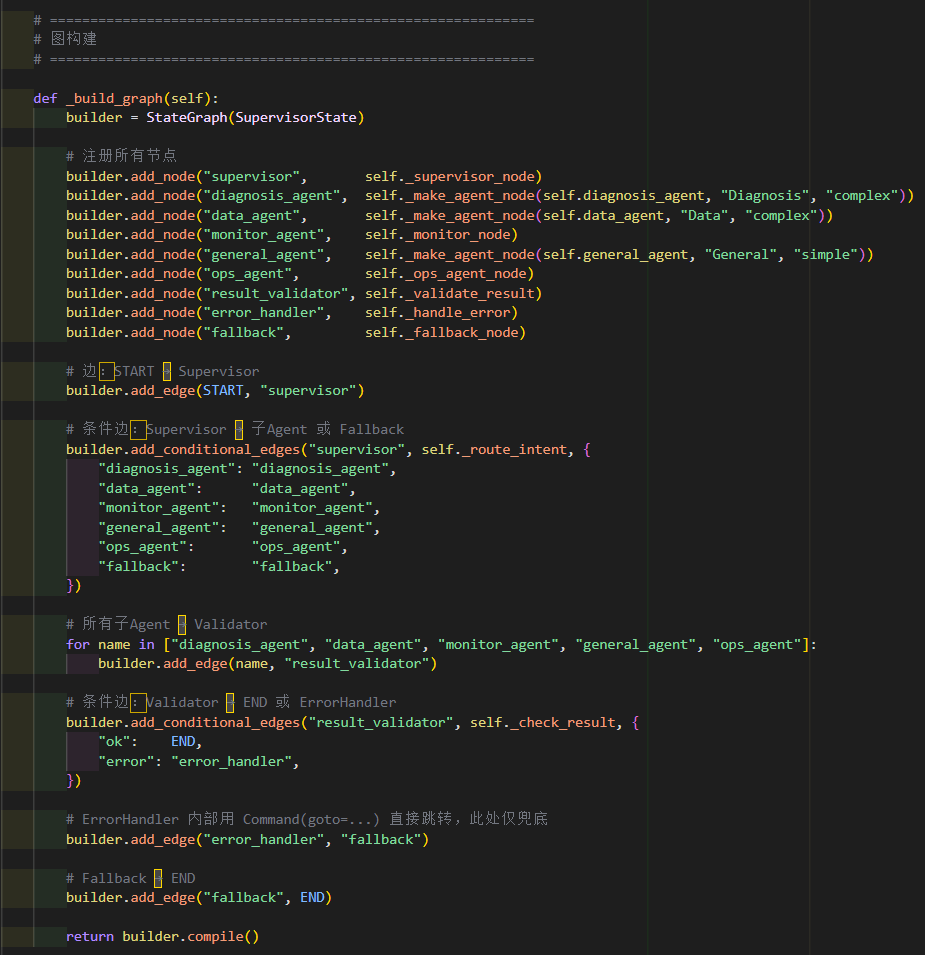 # ============================================================
# 图构建
# ============================================================
def _build_graph(self):
builder = StateGraph(SupervisorState)
# 注册所有节点
builder.add_node("supervisor", self._supervisor_node)
builder.add_node("diagnosis_agent", self._make_agent_node(self.diagnosis_agent, "Diagnosis", "complex"))
builder.add_node("data_agent", self._make_agent_node(self.data_agent, "Data", "complex"))
builder.add_node("monitor_agent", self._monitor_node)
builder.add_node("general_agent", self._make_agent_node(self.general_agent, "General", "simple"))
builder.add_node("ops_agent", self._ops_agent_node)
builder.add_node("result_validator", self._validate_result)
builder.add_node("error_handler", self._handle_error)
builder.add_node("fallback", self._fallback_node)
# 边：START → Supervisor
builder.add_edge(START, "supervisor")
# 条件边：Supervisor → 子Agent 或 Fallback
builder.add_conditional_edges("supervisor", self._route_intent, {
"diagnosis_agent": "diagnosis_agent",
"data_agent": "data_agent",
"monitor_agent": "monitor_agent",
"general_agent": "general_agent",
"ops_agent": "ops_agent",
"fallback": "fallback",
})
# 所有子Agent → Validator
for name in ["diagnosis_agent", "data_agent", "monitor_agent", "general_agent", "ops_agent"]:
builder.add_edge(name, "result_validator")
# 条件边：Validator → END 或 ErrorHandler
builder.add_conditional_edges("result_validator", self._check_result, {
"ok": END,
"error": "error_handler",
})
# ErrorHandler 内部用 Command(goto=...) 直接跳转，此处仅兜底
builder.add_edge("error_handler", "fallback")
# Fallback → END
builder.add_edge("fallback", END)
return builder.compile()